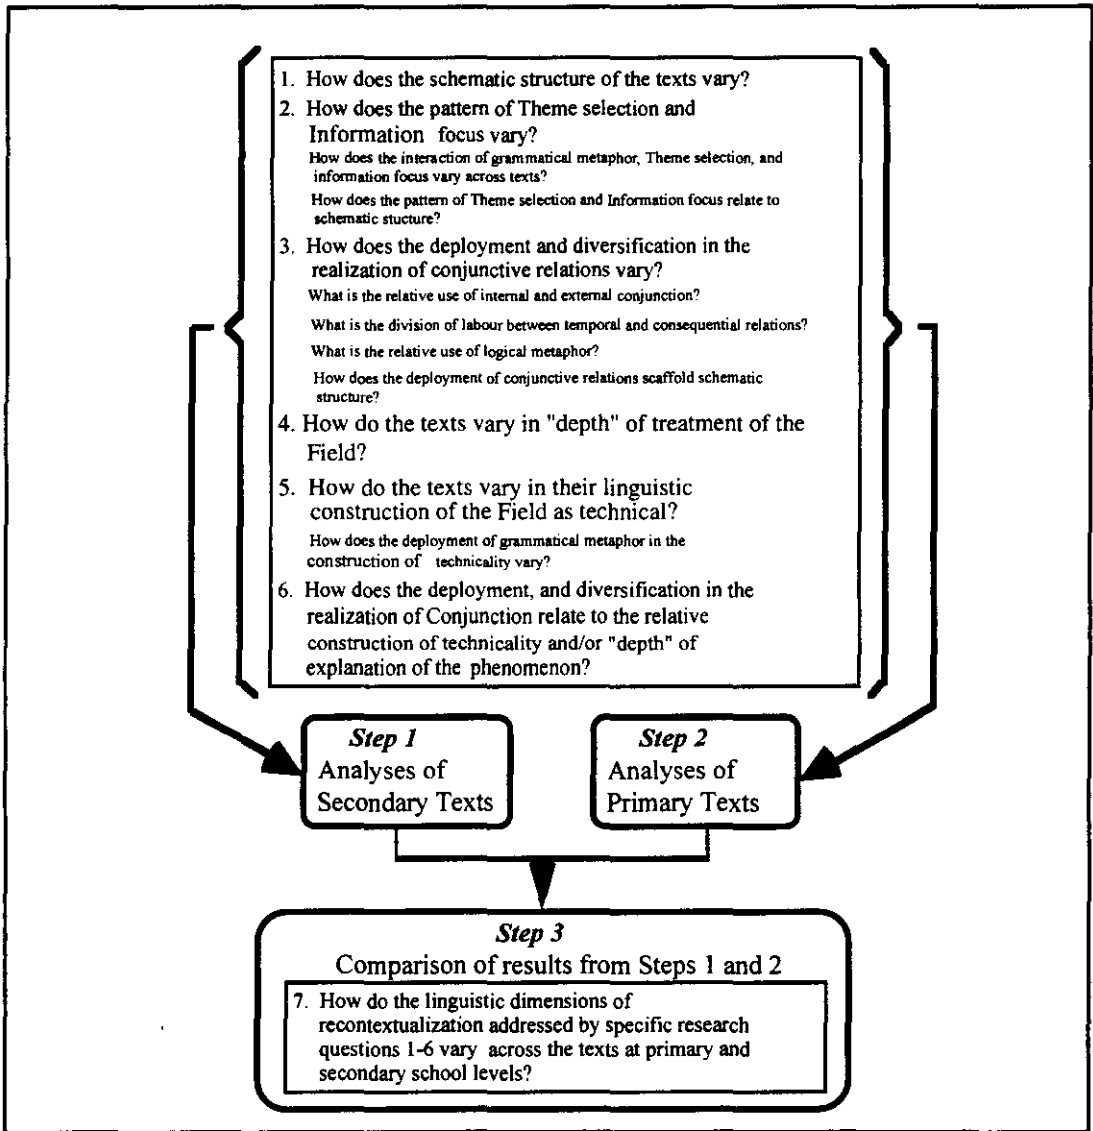 1. How does the schematic structure of the texts vary?
2. How does the pattern of Theme selection and
Information focus vary?
How does the interaction of grammatical metaphor, Theme selection, and
information focus vary across texts?
How does the pattern of Theme selection and Information focus relate to
schematic stucture?
3. How does the deployment and diversification in the
realization of conjunctive relations vary?
What is the relative use of internal and external conjunction?
What is the division of labour between temporal and consequential relations?
What is the relative use of logical metaphor?
How does the deployment of conjunctive relations scaffold schematic
structure?
4. How do the texts vary in "depth" of treatment of the
Field?
5. How do the texts vary in their linguistic
construction of the Field as technical?
How does the deployment of grammatical metaphor in the
construction of technicality vary?
6. How does the deployment, and diversification in the
realization of Conjunction relate to the relative
construction of technicality and/or "depth" of
explanation of the phenomenon?
Step 1
Analyses of
Secondary Texts
Step 2
Analyses of
Primary Texts
Step 3
Comparison of results from Steps 1 and 2
7. How do the linguistic dimensions of
recontextualization addressed by specific research
questions 1-6 vary across the texts at primary and
secondary school levels?